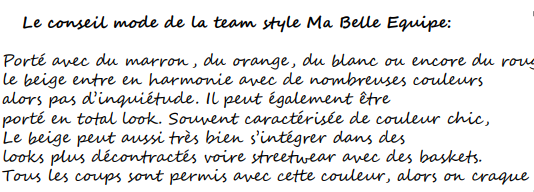 Le conseil mode de la team style Ma Belle Equipe:
Porté avec du marron, du orange, du blanc ou encore du roug
le beige entre en harmonie avec de nombreuses couleurs
alors pas d'inquiétude. Il peut également être
porté en total look. Souvent caractérisée de couleur chic,
Le beige peut aussi très bien s'intégrer dans des
looks plus décontractés voire streetwear avec des baskets.
Tous les coups sont permis avec cette couleur, alors on craque